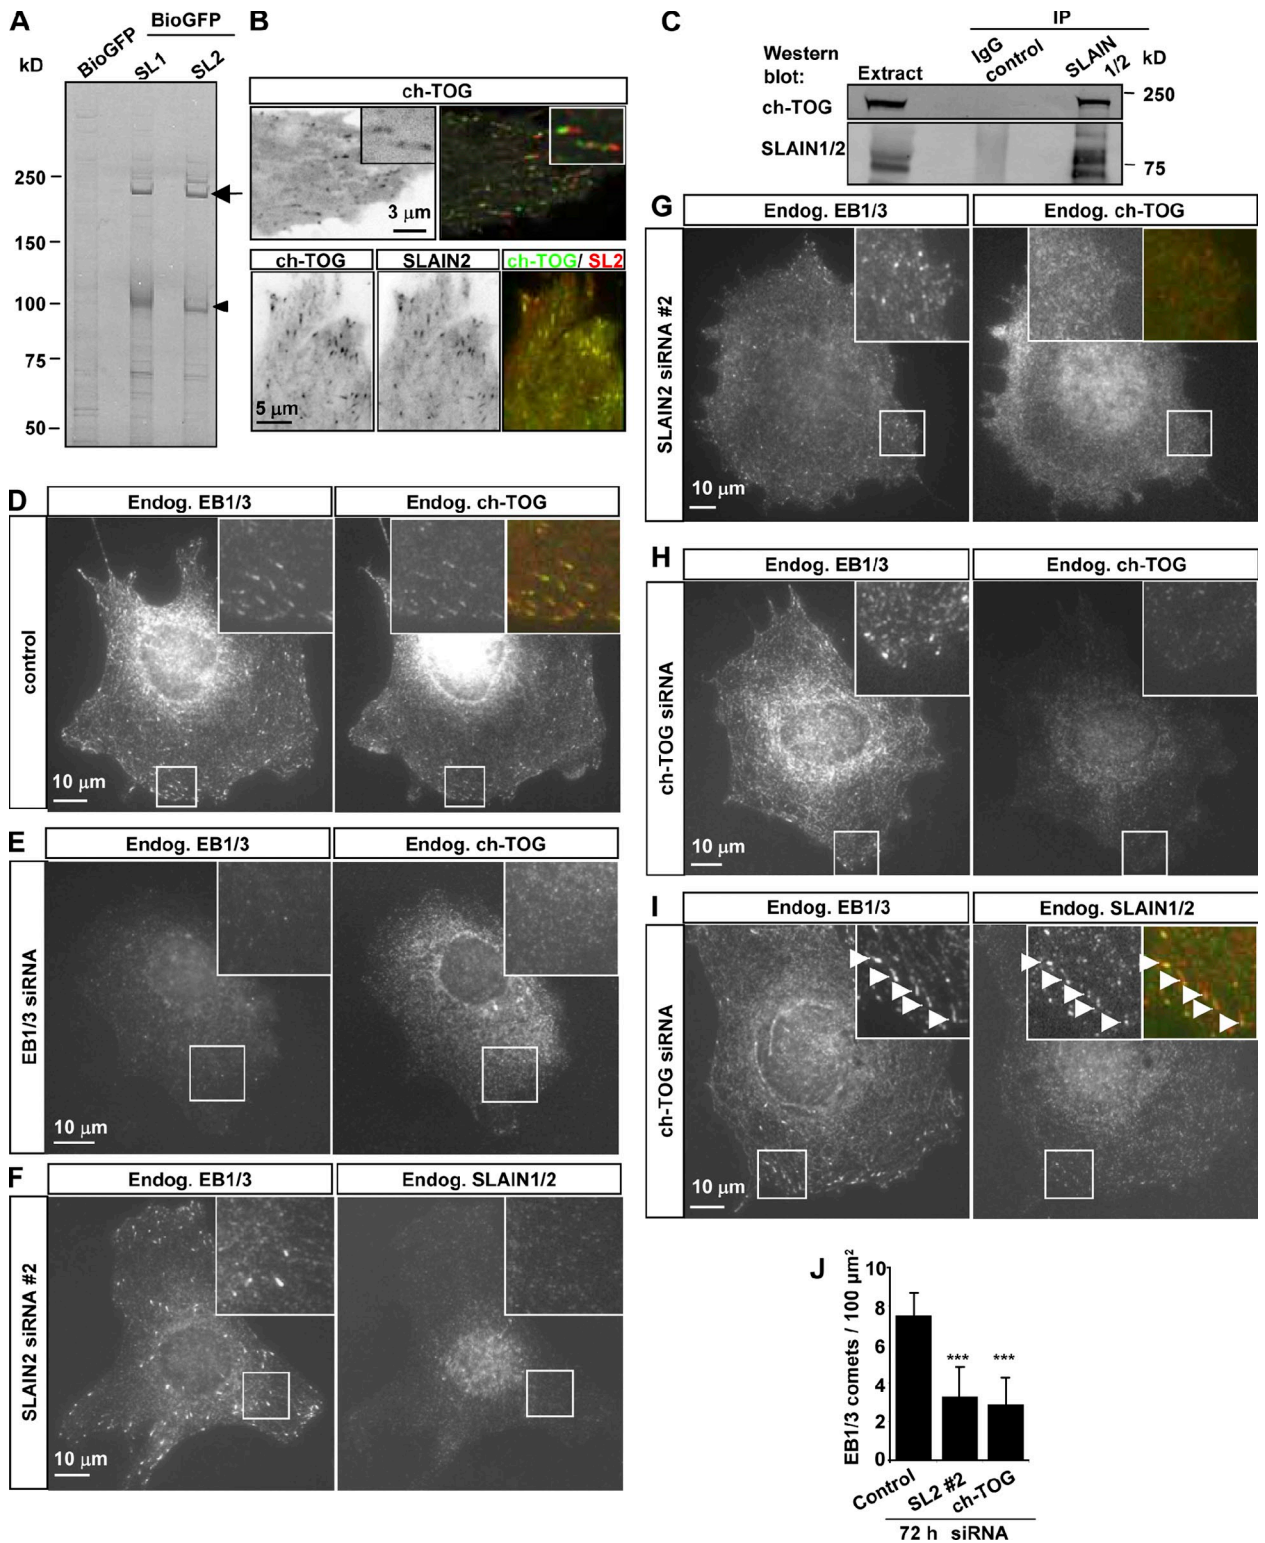 A
BioGFP
B
kD
BioGFP
SL1
SL2
250
150
100
75
50
ch-TOG
3 μm
ch-TOG
SLAIN2
ch-TOG/ SL2
5 μm
C
IP
Western
blot:
Extract
IgG
control
SLAIN
1/2
kD
ch-TOG
250
SLAIN1/2
75
D
Endog. EB1/3
Endog. ch-TOG
control
10 μm
E
Endog. EB1/3
Endog. ch-TOG
EB1/3 siRNA
10 μm
F
Endog. EB1/3
Endog. SLAIN1/2
SLAIN2 siRNA #2
10 μm
G
Endog. EB1/3
Endog. ch-TOG
SLAIN2 siRNA #2
10 μm
H
Endog. EB1/3
Endog. ch-TOG
ch-TOG siRNA
10 μm
I
Endog. EB1/3
Endog. SLAIN1/2
ch-TOG siRNA
10 μm
J
EB1/3 comets / 100 μm²
10
8
6
4
2
0
***
***
Control
SL2 #2
ch-TOG
72 h siRNA